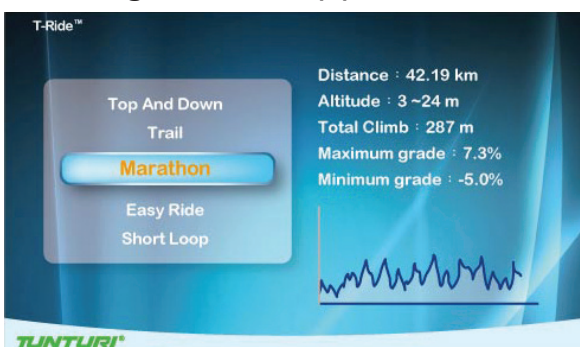 T-Ride™
Top And Down
Trail
Marathon
Easy Ride
Short Loop
Distance : 42.19 km
Altitude : 3 ~24 m
Total Climb : 287 m
Maximum grade : 7.3%
Minimum grade : -5.0%
TUNTURI®